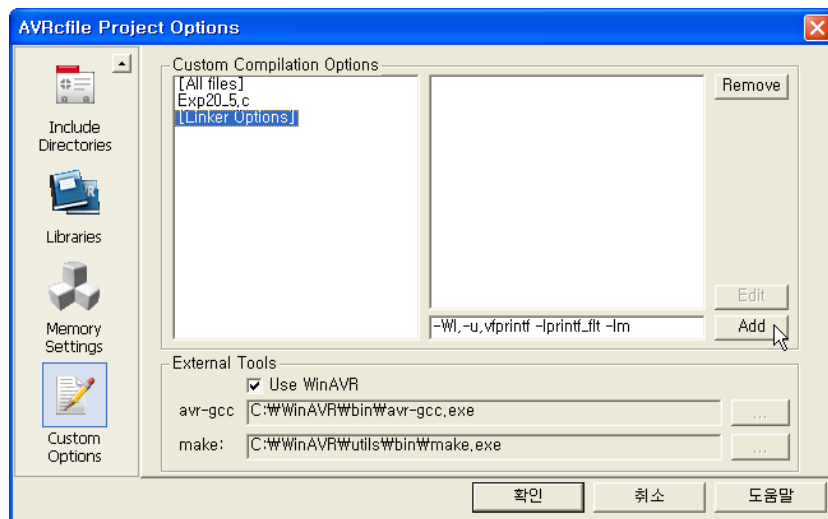 AVRcfile Project Options
Include
Directories
Libraries
Memory
Settings
Custom
Options
Custom Compilation Options
[All files]
Exp20_5,c
[Linker Options]
Remove
Edit
-Wl,-u,vfprintf -lprintf_flt -lm
Add
External Tools
Use WinAVR
avr-gcc
C:₩WinAVR₩bin₩avr-gcc,exe
...
make:
C:₩WinAVR₩utils₩bin₩make,exe
...
확인
취소
도움말